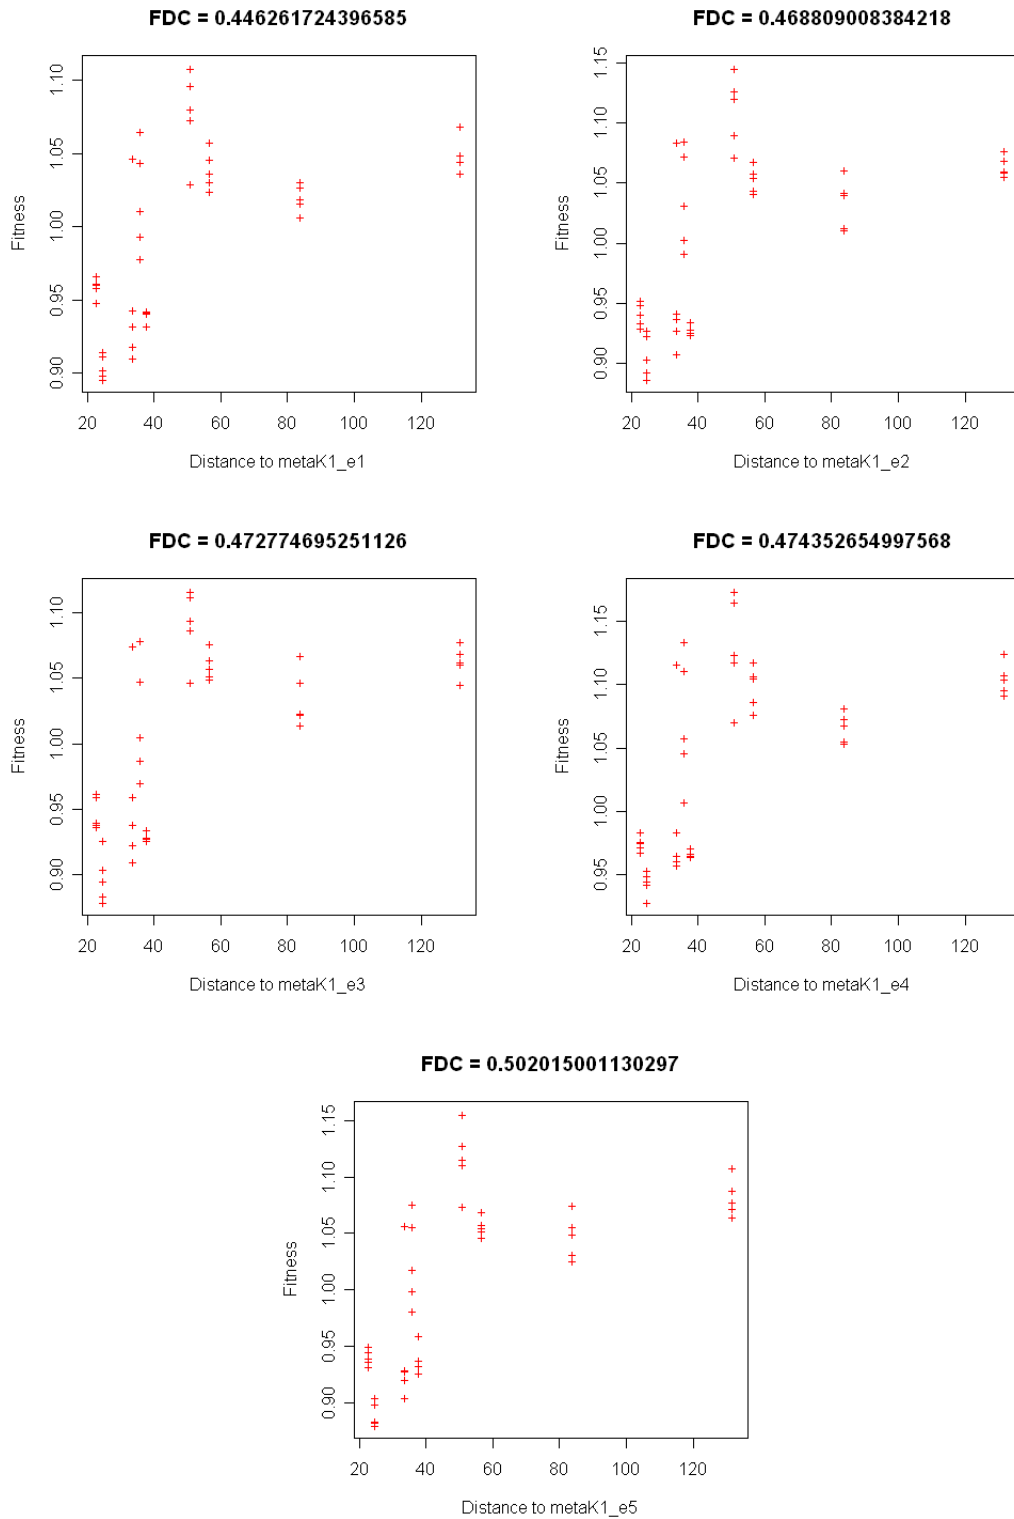 FDC = 0.446261724396585
FDC = 0.468809008384218
Fitness
0.90 0.95 1.00 1.05 1.10
20 40 60 80 100 120
Distance to metaK1_e1
Fitness
0.90 0.95 1.00 1.05 1.10 1.15
20 40 60 80 100 120
Distance to metaK1_e2
FDC = 0.472774695251126
FDC = 0.474352654997568
Fitness
0.90 0.95 1.00 1.05 1.10
20 40 60 80 100 120
Distance to metaK1_e3
Fitness
0.95 1.00 1.05 1.10 1.15
20 40 60 80 100 120
Distance to metaK1_e4
FDC = 0.502015001130297
Fitness
0.90 0.95 1.00 1.05 1.10 1.15
20 40 60 80 100 120
Distance to metaK1_e5